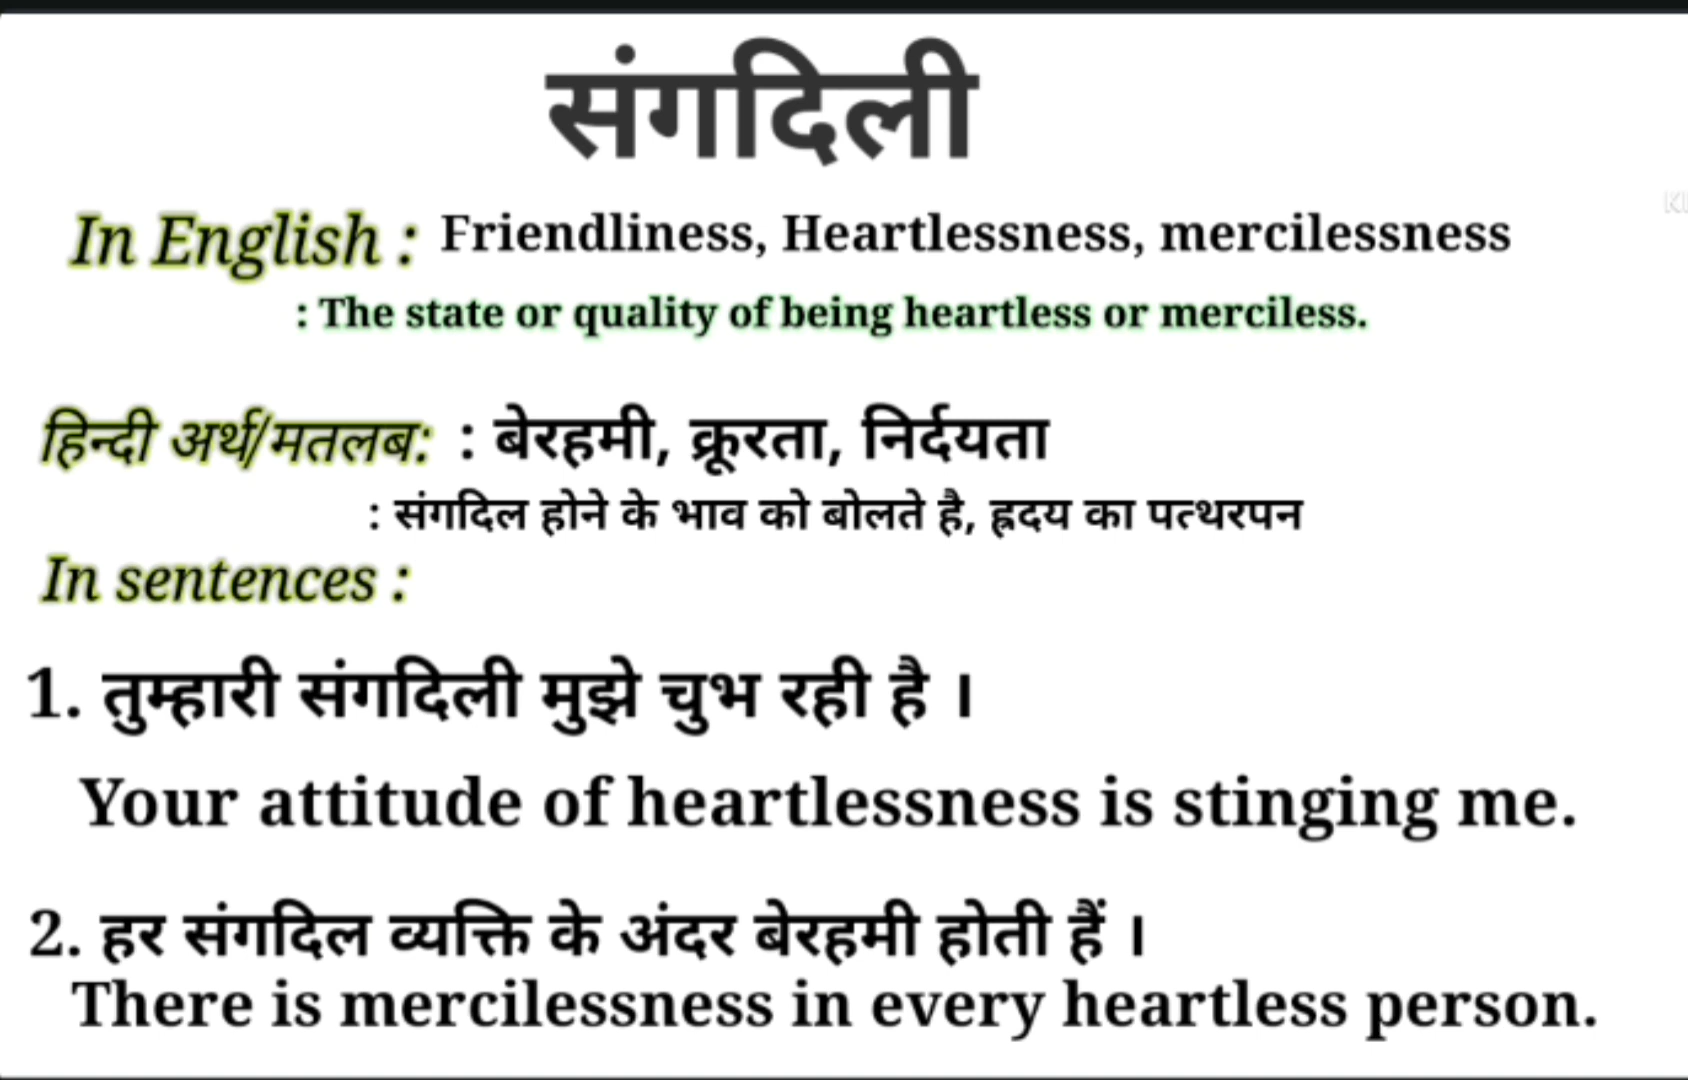 संगदिली
In English : Friendliness, Heartlessness, mercilessness
: The state or quality of being heartless or merciless.
हिन्दी अर्थ/मतलब: : बेरहमी, क्रूरता, निर्दयता
: संगदिल होने के भाव को बोलते है, ह्रदय का पत्थरपन
In sentences :
1. तुम्हारी संगदिली मुझे चुभ रही है ।
Your attitude of heartlessness is stinging me.
2. हर संगदिल व्यक्ति के अंदर बेरहमी होती हैं ।
There is mercilessness in every heartless person.